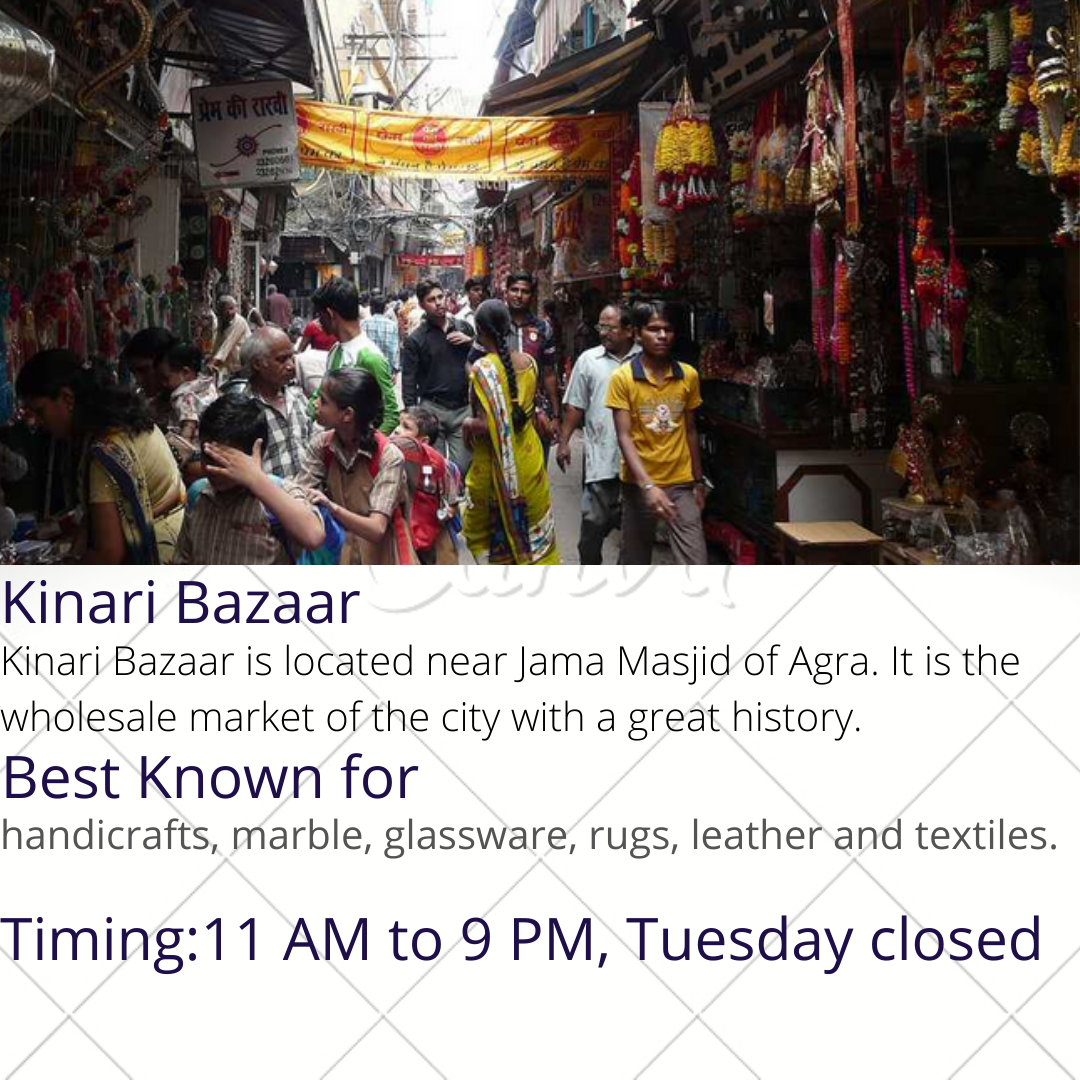 प्रेम की राखी
PHONES
Kinari Bazaar
Kinari Bazaar is located near Jama Masjid of Agra. It is the
wholesale market of the city with a great history.
Best Known for
handicrafts, marble, glassware, rugs, leather and textiles.
Timing:11 AM to 9 PM, Tuesday closed